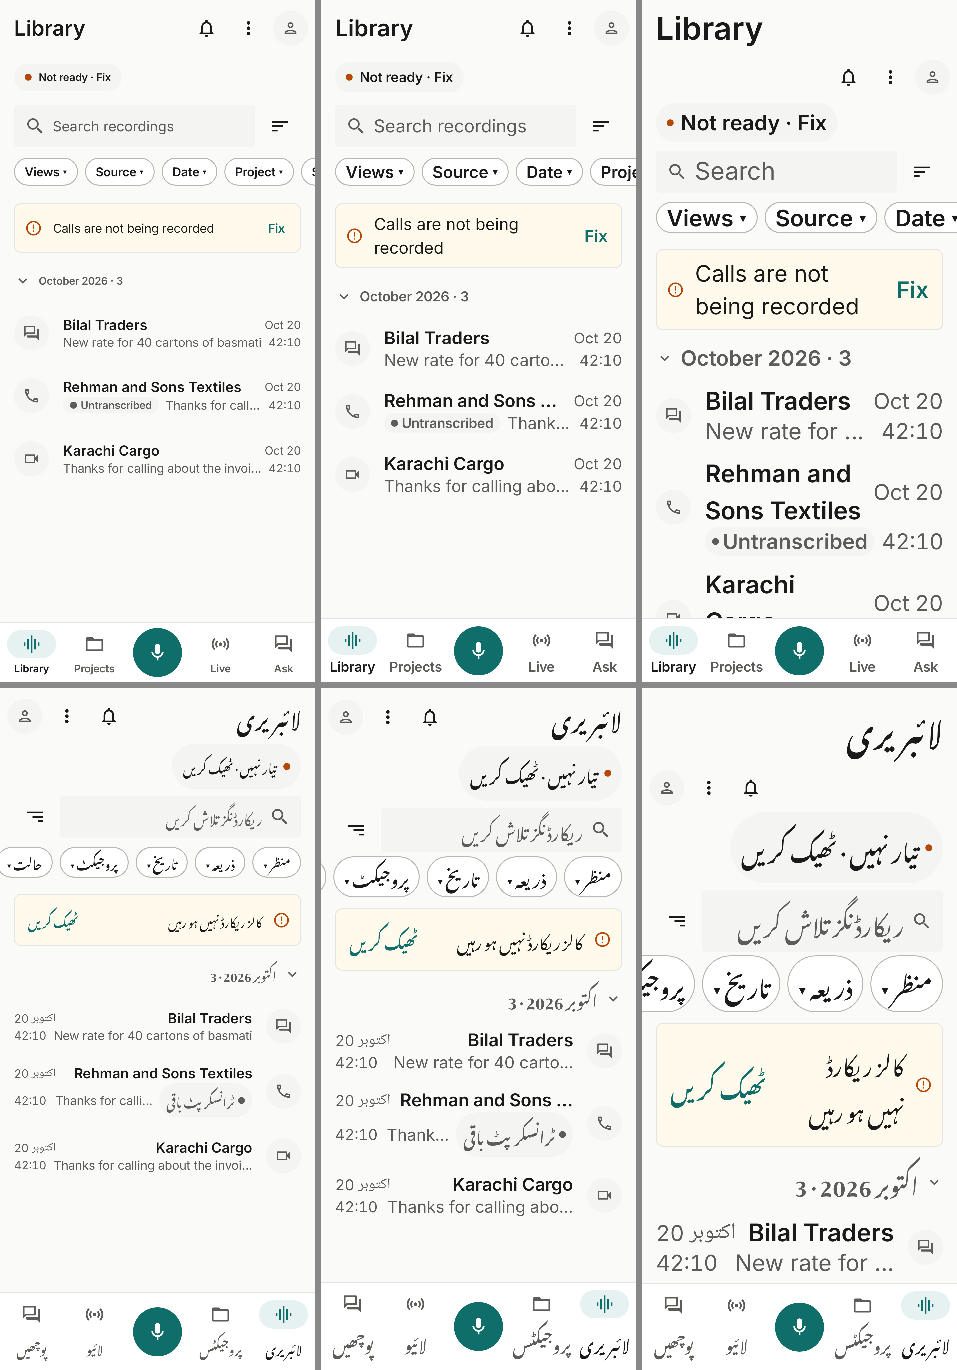 Library
Not ready · Fix
Search recordings
Views ▾ Source ▾ Date ▾ Project ▾ S
Calls are not being recorded Fix
October 2026 · 3
Bilal Traders Oct 20
New rate for 40 cartons of basmati 42:10
Rehman and Sons Textiles Oct 20
Untranscribed Thanks for call... 42:10
Karachi Cargo Oct 20
Thanks for calling about the invoi... 42:10
Library Projects Live Ask
Library
Not ready · Fix
Search recordings
Views ▾ Source ▾ Date ▾ Proje
Calls are not being
recorded
Fix
October 2026 · 3
Bilal Traders Oct 20
New rate for 40 carto... 42:10
Rehman and Sons ... Oct 20
Untranscribed Thank... 42:10
Karachi Cargo Oct 20
Thanks for calling abo... 42:10
Library Projects Live Ask
Library
Not ready · Fix
Search
Views ▾ Source ▾ Date ▾
Calls are not
being recorded
Fix
October 2026 · 3
Bilal Traders Oct 20
New rate for ... 42:10
Rehman and
Sons Textiles
Oct 20
Untranscribed 42:10
Karachi
Cargo
Oct 20
Library Projects Live Ask
لائبریری
تیار نہیں · ٹھیک کریں
ریکارڈنگز تلاش کریں
منظر ▾ ذریعہ ▾ تاریخ ▾ پروجیکٹ ▾ حالت ▾
کالز ریکارڈ نہیں ہو رہیں ٹھیک کریں
اکتوبر 2026 · 3
Bilal Traders 20 اکتوبر
New rate for 40 cartons of basmati 42:10
Rehman and Sons Textiles 20 اکتوبر
ٹرانسکرپٹ باقی Thanks for calli... 42:10
Karachi Cargo 20 اکتوبر
Thanks for calling about the invoi... 42:10
لائبریری پروجیکٹس لائیو پوچھیں
لائبریری
تیار نہیں · ٹھیک کریں
ریکارڈنگز تلاش کریں
منظر ▾ ذریعہ ▾ تاریخ ▾ پروجیکٹ ▾
کالز ریکارڈ نہیں ہو رہیں ٹھیک کریں
اکتوبر 2026 · 3
Bilal Traders 20 اکتوبر
New rate for 40 carto... 42:10
Rehman and Sons ... 20 اکتوبر
ٹرانسکرپٹ باقی Thank... 42:10
Karachi Cargo 20 اکتوبر
Thanks for calling abo... 42:10
لائبریری پروجیکٹس لائیو پوچھیں
لائبریری
تیار نہیں · ٹھیک کریں
ریکارڈنگز تلاش کریں
منظر ▾ ذریعہ ▾ تاریخ ▾ پروجیکٹ
کالز ریکارڈ
نہیں ہو رہیں
ٹھیک کریں
اکتوبر 2026 · 3
Bilal Traders 20 اکتوبر
New rate for ... 42:10
لائبریری پروجیکٹس لائیو پوچھیں